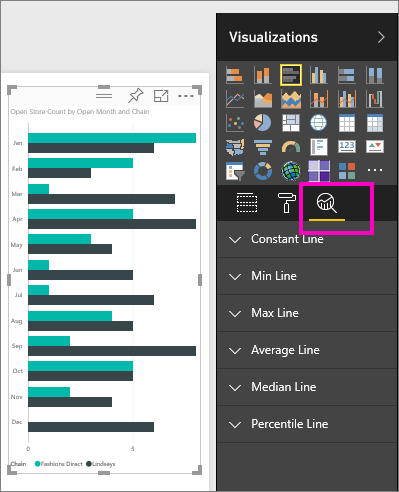 Visualizations
Open Store Count by Open Month and Chain
Jan
Feb
Mar
Apr
May
Jun
Jul
Aug
Sep
Oct
Nov
Dec
0
5
Chain
Fashions Direct
Lindseys
123
R
Constant Line
Min Line
Max Line
Average Line
Median Line
Percentile Line